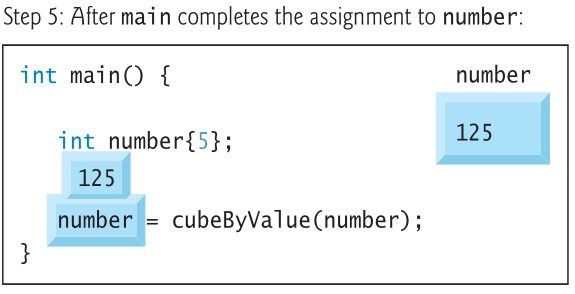 Step 5: After main completes the assignment to number:
int main() {
number
int number{5};
125
125
number = cubeByValue(number);
}